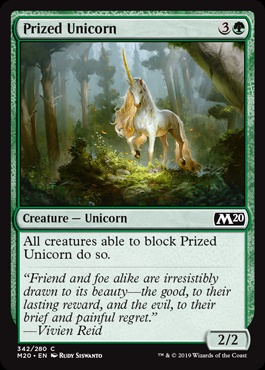 Prized Unicorn 3
Creature — Unicorn M20
All creatures able to block Prized
Unicorn do so.
“Friend and foe alike are irresistibly
drawn to its beauty—the good, to their
lasting reward, and the evil, to their
brief and painful regret.”
—Vivien Reid
2/2
342/280 C
M20 • EN Rudy Siswanto ™ & © 2019 Wizards of the Coast